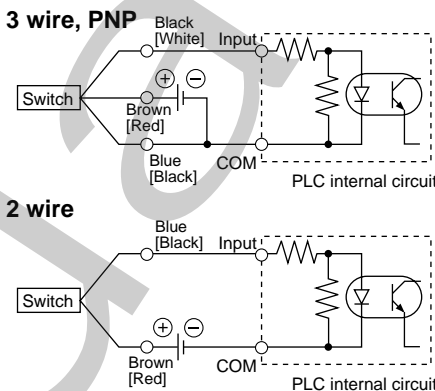 3 wire, PNP
Black
[White]
Input
Switch
⊕ ⊖
Brown
[Red]
Blue
[Black]
COM
PLC internal circuit
2 wire
Blue
[Black]
Input
Switch
⊕ ⊖
Brown
[Red]
COM
PLC internal circuit